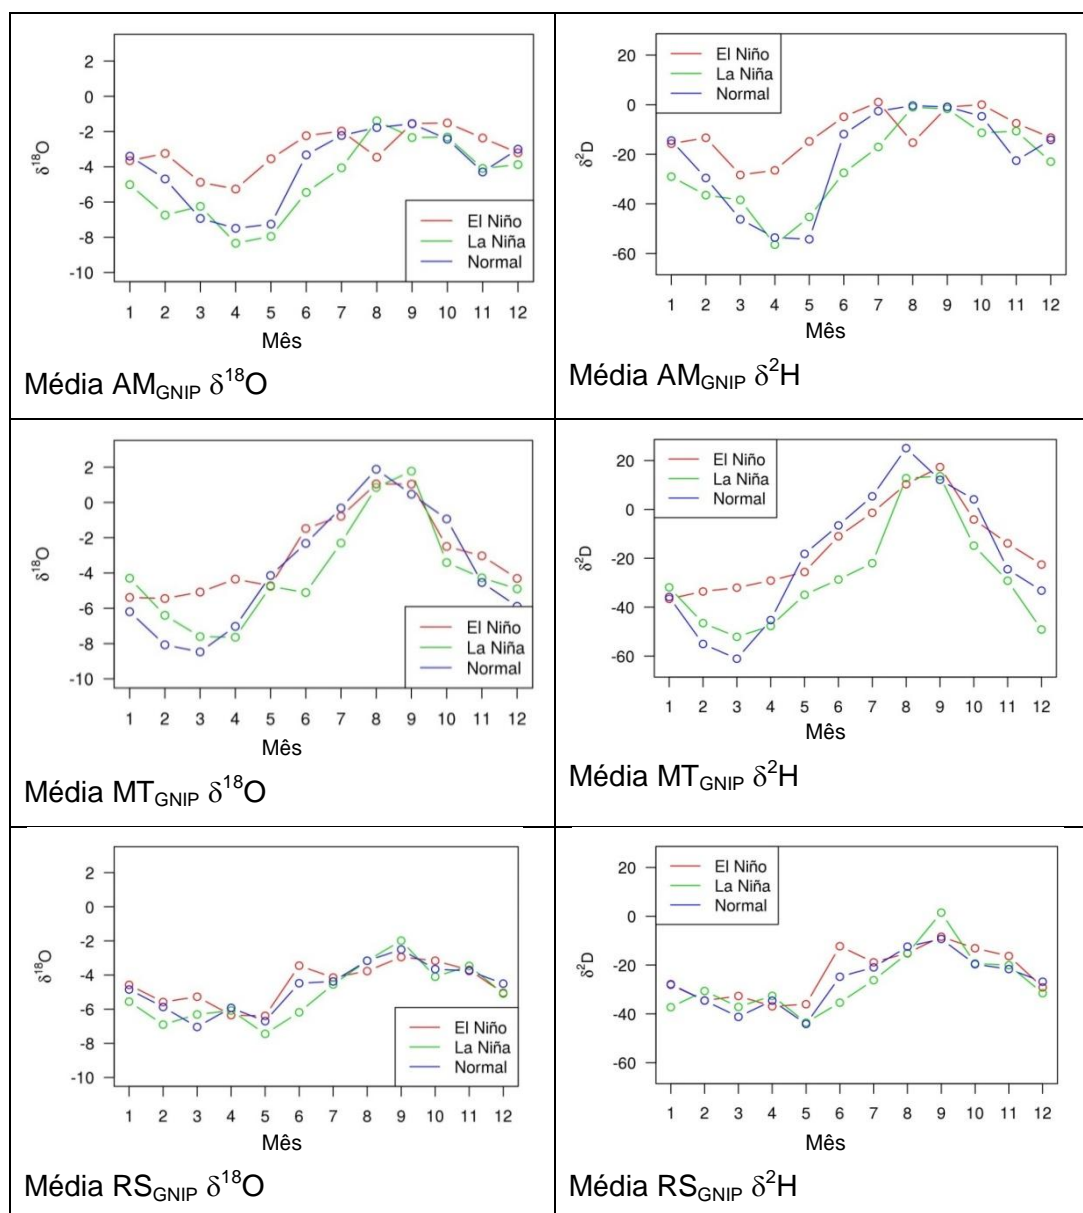 2
0
-2
-4
-6
-8
-10
δ¹⁸O
El Niño
La Niña
Normal
1 2 3 4 5 6 7 8 9 10 11 12
Mês
Média AM_GNIP δ¹⁸O
20
0
-20
-40
-60
δ²D
El Niño
La Niña
Normal
1 2 3 4 5 6 7 8 9 10 11 12
Mês
Média AM_GNIP δ²H
2
0
-2
-4
-6
-8
-10
δ¹⁸O
El Niño
La Niña
Normal
1 2 3 4 5 6 7 8 9 10 11 12
Mês
Média MT_GNIP δ¹⁸O
20
0
-20
-40
-60
δ²D
El Niño
La Niña
Normal
1 2 3 4 5 6 7 8 9 10 11 12
Mês
Média MT_GNIP δ²H
2
0
-2
-4
-6
-8
-10
δ¹⁸O
El Niño
La Niña
Normal
1 2 3 4 5 6 7 8 9 10 11 12
Mês
Média RS_GNIP δ¹⁸O
20
0
-20
-40
-60
δ²D
El Niño
La Niña
Normal
1 2 3 4 5 6 7 8 9 10 11 12
Mês
Média RS_GNIP δ²H